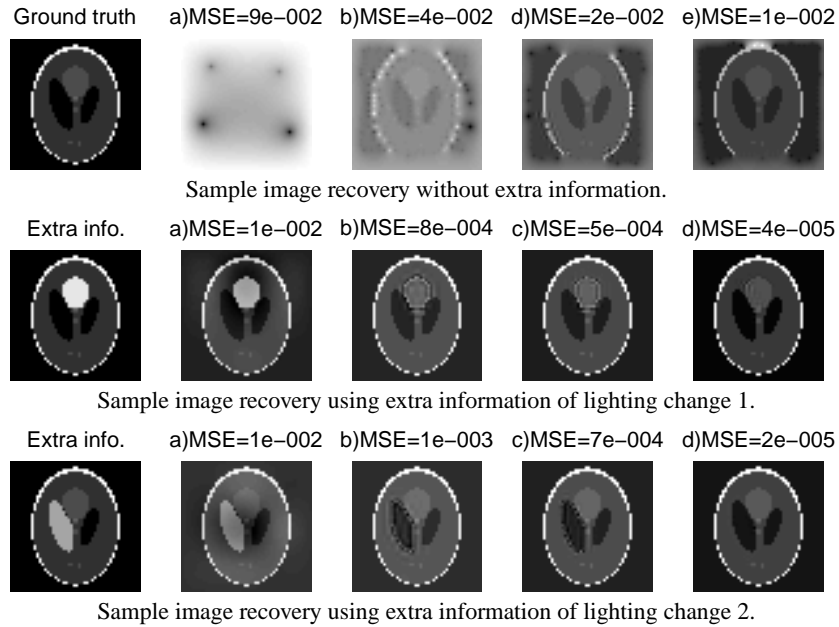 Ground truth a)MSE=9e−002 b)MSE=4e−002 d)MSE=2e−002 e)MSE=1e−002
Sample image recovery without extra information.
Extra info. a)MSE=1e−002 b)MSE=8e−004 c)MSE=5e−004 d)MSE=4e−005
Sample image recovery using extra information of lighting change 1.
Extra info. a)MSE=1e−002 b)MSE=1e−003 c)MSE=7e−004 d)MSE=2e−005
Sample image recovery using extra information of lighting change 2.